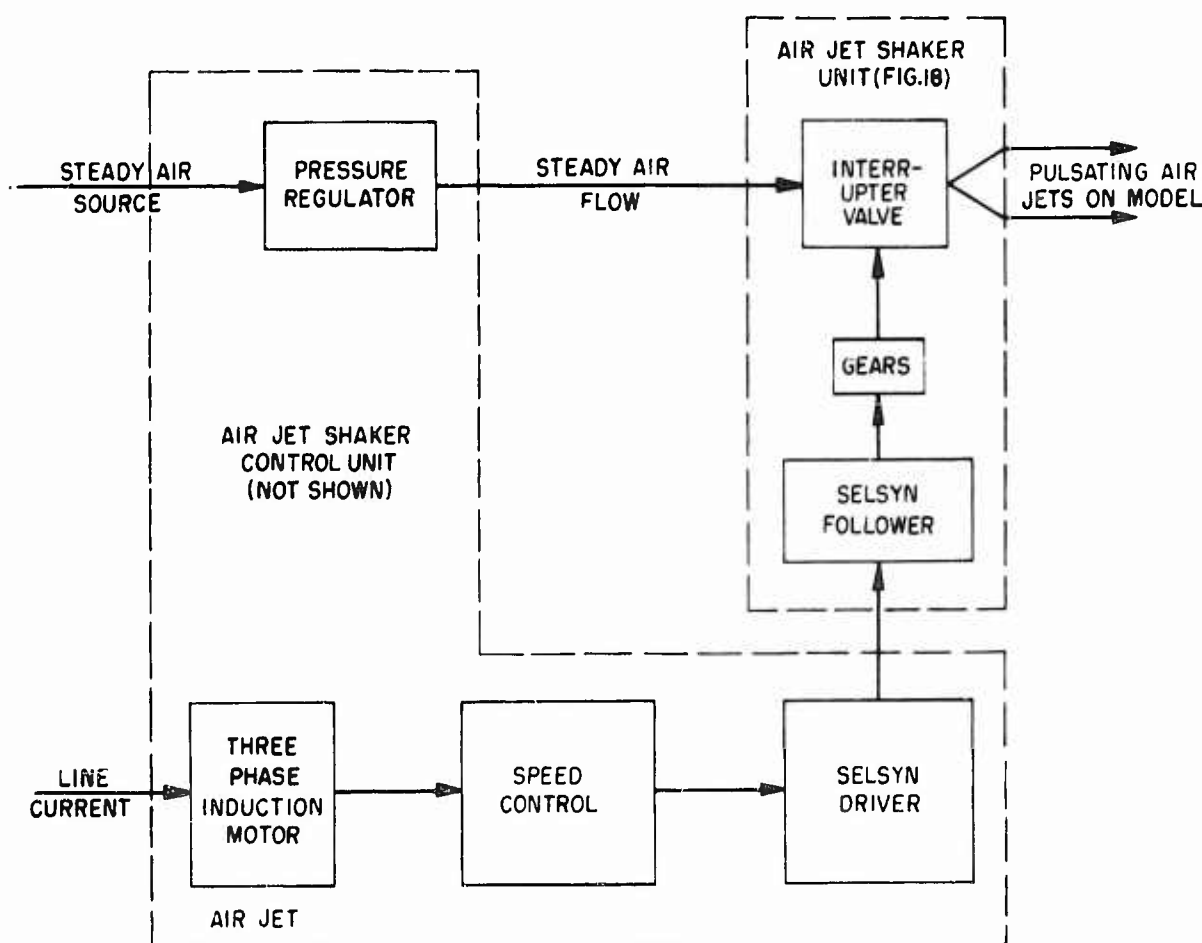 AIR JET SHAKER
UNIT (FIG.18)
STEADY AIR
SOURCE
PRESSURE
REGULATOR
STEADY AIR
FLOW
INTERR-
UPTER
VALVE
PULSATING AIR
JETS ON MODEL
GEARS
AIR JET SHAKER
CONTROL UNIT
(NOT SHOWN)
SELSYN
FOLLOWER
LINE
CURRENT
THREE
PHASE
INDUCTION
MOTOR
SPEED
CONTROL
SELSYN
DRIVER
AIR JET